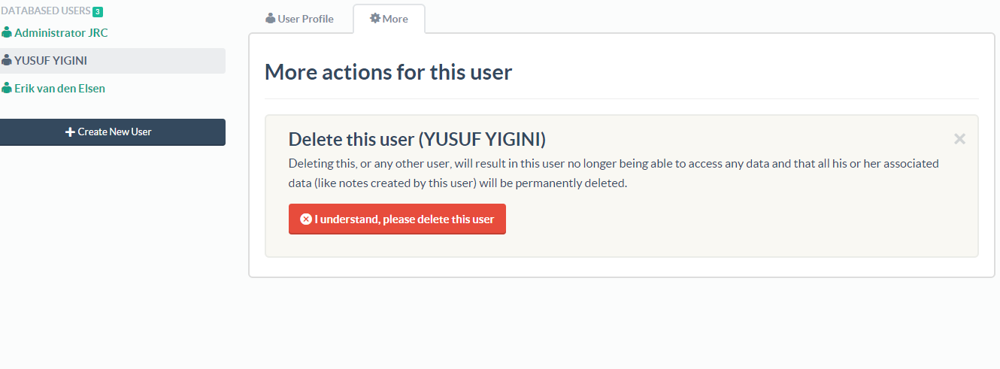 DATABASED USERS 3
Administrator JRC
YUSUF YIGINI
Erik van den Elsen
Create New User
User Profile
More
More actions for this user
Delete this user (YUSUF YIGINI)
Deleting this, or any other user, will result in this user no longer being able to access any data and that all his or her associated
data (like notes created by this user) will be permanently deleted.
I understand, please delete this user